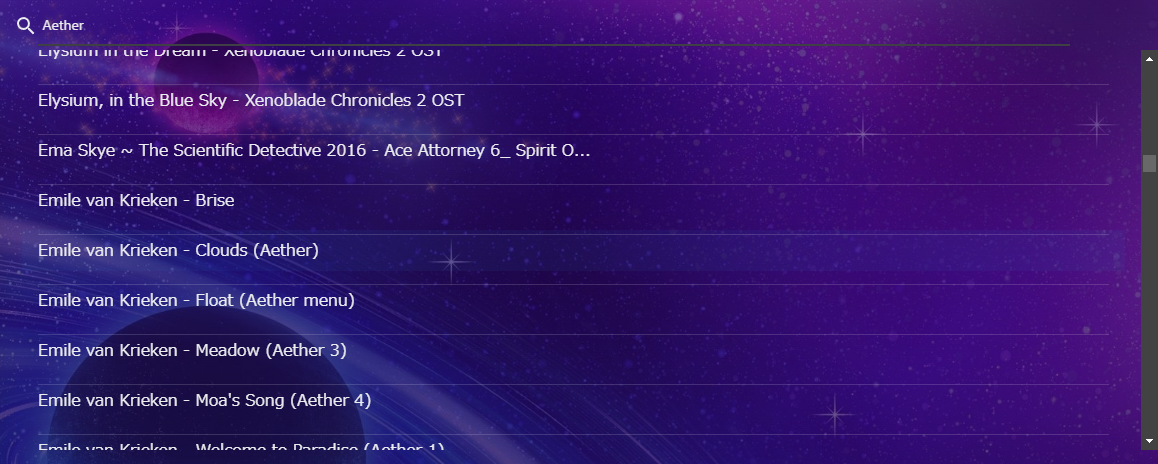 Aether
Elysium in the Dream - Xenoblade Chronicles 2 OST
Elysium, in the Blue Sky - Xenoblade Chronicles 2 OST
Ema Skye ~ The Scientific Detective 2016 - Ace Attorney 6_ Spirit O...
Emile van Krieken - Brise
Emile van Krieken - Clouds (Aether)
Emile van Krieken - Float (Aether menu)
Emile van Krieken - Meadow (Aether 3)
Emile van Krieken - Moa's Song (Aether 4)
Emile van Krieken - Welcome to Paradise (Aether 1)